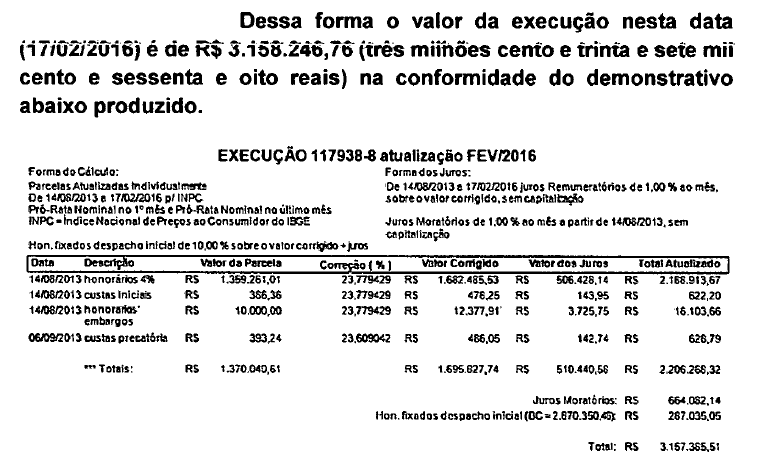 Dessa forma o valor da execução nesta data
(17/02/2016) é de R$ 3.158.246,76 (três milhões cento e trinta e sete mil
cento e sessenta e oito reais) na conformidade do demonstrativo
abaixo produzido.
EXECUÇÃO 117938-8 atualização FEV/2016
Forma do Cálculo: Forma dos Juros:
Parcelas Atualizadas Individualmente De 14/08/2013 a 17/02/2016 juros Remuneratórios de 1,00 % ao mês,
De 14/08/2013 a 17/02/2016 p/ INPC sobre o valor corrigido, sem capitalização
Pró-Rata Nominal no 1º mês e Pró-Rata Nominal no último mês
INPC = Índice Nacional de Preços ao Consumidor do IBGE Juros Moratórios de 1,00 % ao mês a partir de 14/08/2013, sem
capitalização
Hon. fixados despacho inicial de 10,00 % sobre o valor corrigido + juros
Data Descrição Valor da Parcela Correção ( % ) Valor Corrigido Valor dos Juros Total Atualizado
14/08/2013 honorários 4% R$ 1.359.261,01 23,779429 R$ 1.682.485,53 R$ 506.428,14 R$ 2.188.913,67
14/08/2013 custas iniciais R$ 386,36 23,779429 R$ 478,25 R$ 143,95 R$ 622,20
14/08/2013 honorários R$ 10.000,00 23,779429 R$ 12.377,91 R$ 3.725,75 R$ 16.103,66
embargos
06/09/2013 custas precatória R$ 393,24 23,609042 R$ 486,05 R$ 142,74 R$ 628,79
*** Totais: R$ 1.370.040,61 R$ 1.695.827,74 R$ 510.440,58 R$ 2.206.268,32
Juros Moratórios: R$ 664.082,14
Hon. fixados despacho inicial (BC = 2.870.350,46): R$ 287.035,05
Total: R$ 3.157.385,51